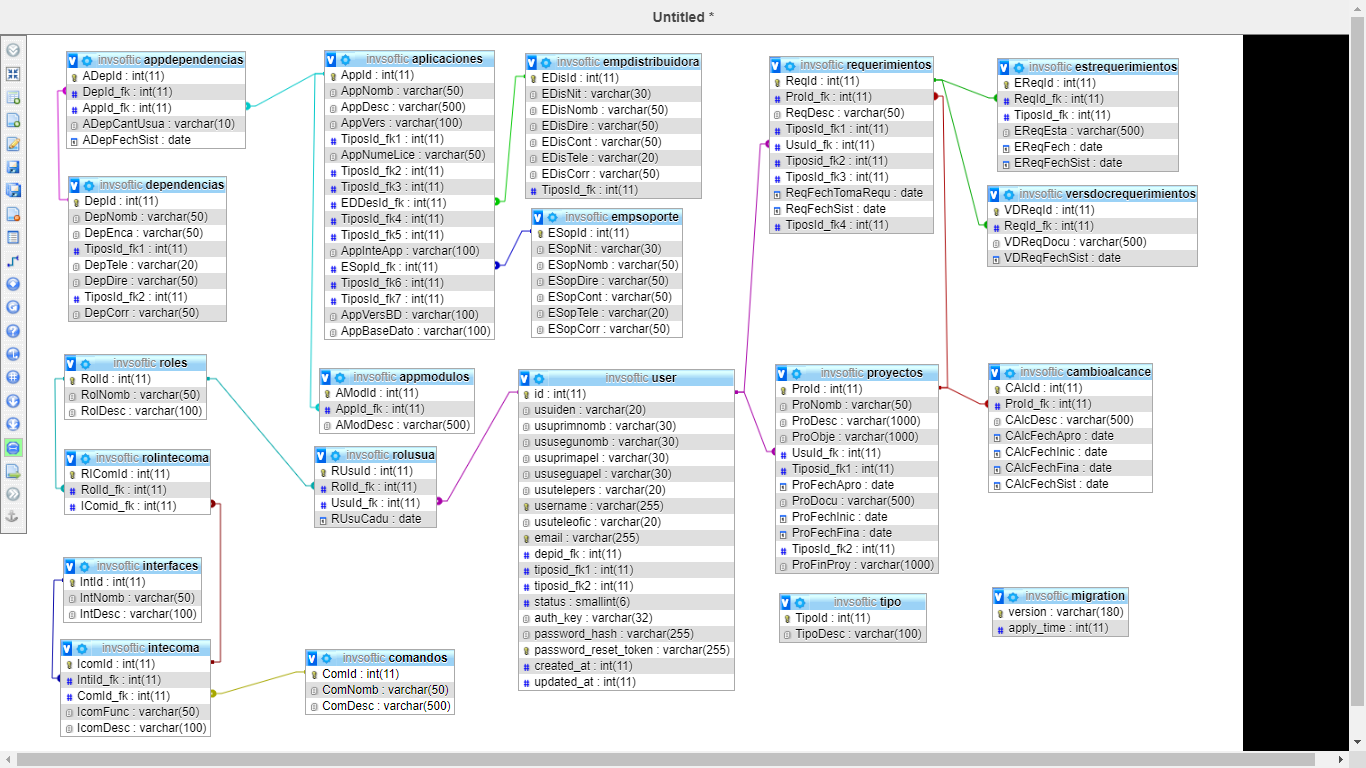 Untitled *
invsoftic appdependencias
ADepId : int(11)
DepId_fk : int(11)
AppId_fk : int(11)
ADepCantUsua : varchar(10)
ADepFechSist : date
invsoftic dependencias
DepId : int(11)
DepNomb : varchar(50)
DepEnca : varchar(50)
TiposId_fk1 : int(11)
DepTele : varchar(20)
DepDire : varchar(50)
TiposId_fk2 : int(11)
DepCorr : varchar(50)
invsoftic roles
RolId : int(11)
RolNomb : varchar(50)
RolDesc : varchar(100)
invsoftic rolintecoma
RIComId : int(11)
RolId_fk : int(11)
IComid_fk : int(11)
invsoftic interfaces
IntId : int(11)
IntNomb : varchar(50)
IntDesc : varchar(100)
invsoftic intecoma
IcomId : int(11)
IntiId_fk : int(11)
ComId_fk : int(11)
IcomFunc : varchar(50)
IcomDesc : varchar(100)
invsoftic aplicaciones
AppId : int(11)
AppNomb : varchar(50)
AppDesc : varchar(500)
AppVers : varchar(100)
TiposId_fk1 : int(11)
AppNumeLice : varchar(50)
TiposId_fk2 : int(11)
TiposId_fk3 : int(11)
EDDesId_fk : int(11)
TiposId_fk4 : int(11)
TiposId_fk5 : int(11)
AppInteApp : varchar(100)
ESopId_fk : int(11)
TiposId_fk6 : int(11)
TiposId_fk7 : int(11)
AppVersBD : varchar(100)
AppBaseDato : varchar(100)
invsoftic appmodulos
AModId : int(11)
AppId_fk : int(11)
AModDesc : varchar(500)
invsoftic rolusua
RUsuId : int(11)
RolId_fk : int(11)
UsuId_fk : int(11)
RUsuCadu : date
invsoftic comandos
ComId : int(11)
ComNomb : varchar(50)
ComDesc : varchar(500)
invsoftic empdistribuidora
EDisId : int(11)
EDisNit : varchar(30)
EDisNomb : varchar(50)
EDisDire : varchar(50)
EDisCont : varchar(50)
EDisTele : varchar(20)
EDisCorr : varchar(50)
TiposId_fk : int(11)
invsoftic empsoporte
ESopId : int(11)
ESopNit : varchar(30)
ESopNomb : varchar(50)
ESopDire : varchar(50)
ESopCont : varchar(50)
ESopTele : varchar(20)
ESopCorr : varchar(50)
invsoftic user
id : int(11)
usuiden : varchar(20)
usuprimnomb : varchar(30)
ususegunomb : varchar(30)
usuprimapel : varchar(30)
ususeguapel : varchar(30)
usutelepers : varchar(20)
username : varchar(255)
usuteleofic : varchar(20)
email : varchar(255)
depid_fk : int(11)
tiposid_fk1 : int(11)
tiposid_fk2 : int(11)
status : smallint(6)
auth_key : varchar(32)
password_hash : varchar(255)
password_reset_token : varchar(255)
created_at : int(11)
updated_at : int(11)
invsoftic requerimientos
ReqId : int(11)
ProId_fk : int(11)
ReqDesc : varchar(50)
TiposId_fk1 : int(11)
UsuId_fk : int(11)
Tiposid_fk2 : int(11)
TiposId_fk3 : int(11)
ReqFechTomaRequ : date
ReqFechSist : date
TiposId_fk4 : int(11)
invsoftic proyectos
ProId : int(11)
ProNomb : varchar(50)
ProDesc : varchar(1000)
ProObje : varchar(1000)
UsuId_fk : int(11)
Tiposid_fk1 : int(11)
ProFechApro : date
ProDocu : varchar(500)
ProFechInic : date
ProFechFina : date
TiposId_fk2 : int(11)
ProFinProy : varchar(1000)
invsoftic tipo
TipoId : int(11)
TipoDesc : varchar(100)
invsoftic estrequerimientos
EReqId : int(11)
ReqId_fk : int(11)
TiposId_fk : int(11)
EReqEsta : varchar(500)
EReqFech : date
EReqFechSist : date
invsoftic versdocrequerimientos
VDReqId : int(11)
ReqId_fk : int(11)
VDReqDocu : varchar(500)
VDReqFechSist : date
invsoftic cambioalcance
CAlcId : int(11)
ProId_fk : int(11)
CAlcDesc : varchar(500)
CAlcFechApro : date
CAlcFechInic : date
CAlcFechFina : date
CAlcFechSist : date
invsoftic migration
version : varchar(180)
apply_time : int(11)